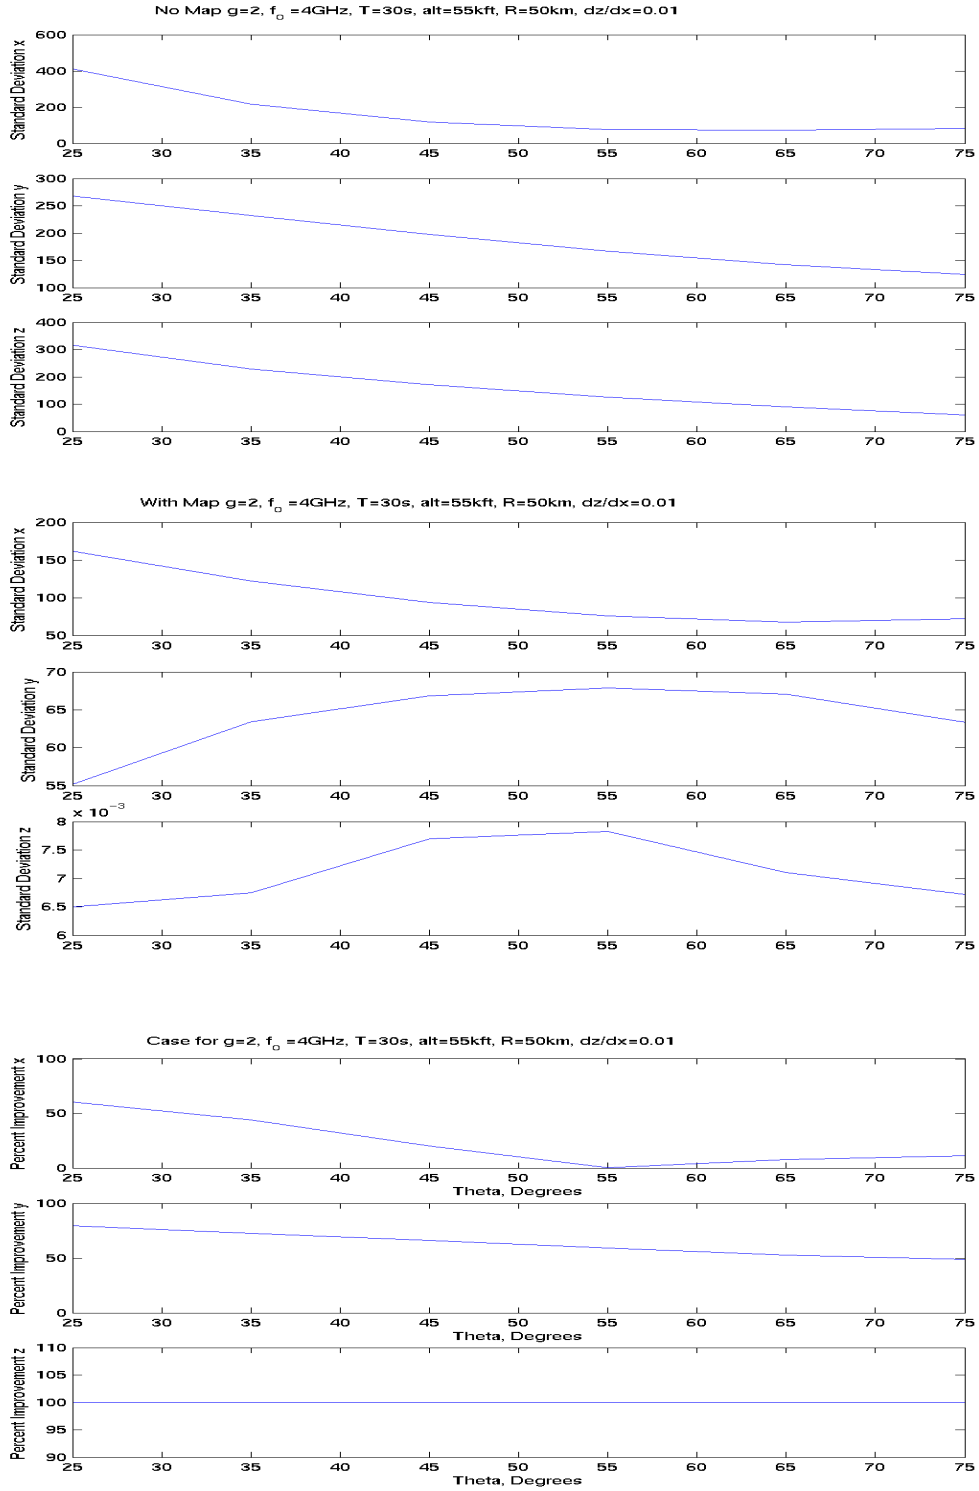 No Map g=2, f₀ =4GHz, T=30s, alt=55kft, R=50km, dz/dx=0.01
Standard Deviation x
600
400
200
0
25 30 35 40 45 50 55 60 65 70 75
Standard Deviation y
300
250
200
150
100
25 30 35 40 45 50 55 60 65 70 75
Standard Deviation z
400
300
200
100
0
25 30 35 40 45 50 55 60 65 70 75
With Map g=2, f₀ =4GHz, T=30s, alt=55kft, R=50km, dz/dx=0.01
Standard Deviation x
200
150
100
50
25 30 35 40 45 50 55 60 65 70 75
Standard Deviation y
70
65
60
55
25 30 35 40 45 50 55 60 65 70 75
x 10⁻³
Standard Deviation z
8
7.5
7
6.5
6
25 30 35 40 45 50 55 60 65 70 75
Case for g=2, f₀ =4GHz, T=30s, alt=55kft, R=50km, dz/dx=0.01
Percent Improvement x
100
50
0
25 30 35 40 45 50 55 60 65 70 75
Theta, Degrees
Percent Improvement y
100
50
0
25 30 35 40 45 50 55 60 65 70 75
Theta, Degrees
Percent Improvement z
110
105
100
95
90
25 30 35 40 45 50 55 60 65 70 75
Theta, Degrees